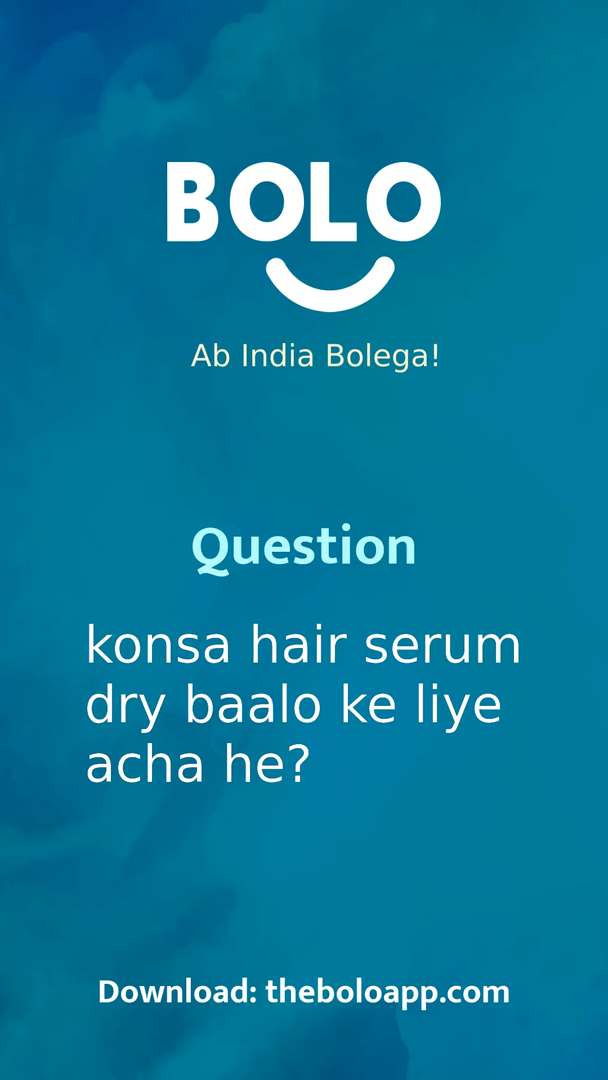 BOLO
Ab India Bolega!
Question
konsa hair serum
dry baalo ke liye
acha he?
Download: theboloapp.com